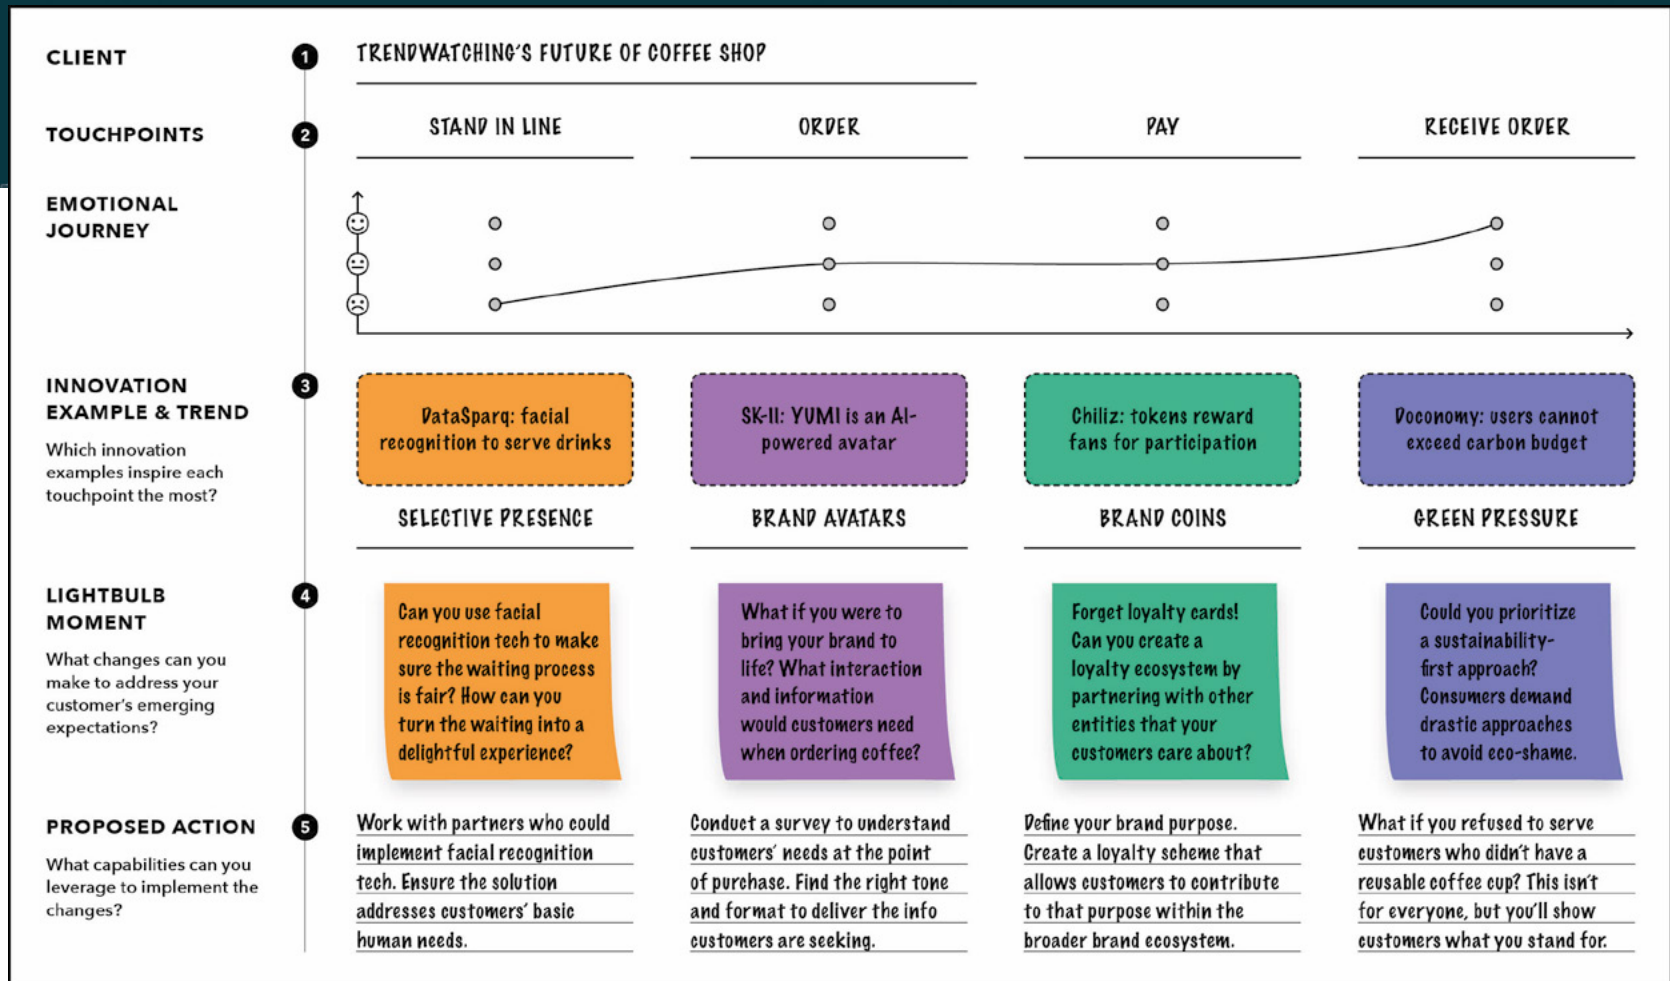 CLIENT
1
TRENDWATCHING'S FUTURE OF COFFEE SHOP
TOUCHPOINTS
2
STAND IN LINE
ORDER
PAY
RECEIVE ORDER
EMOTIONAL
JOURNEY
INNOVATION
EXAMPLE & TREND
Which innovation
examples inspire each
touchpoint the most?
3
DataSparq: facial
recognition to serve drinks
SK-II: YUMI is an AI-
powered avatar
Chiliz: tokens reward
fans for participation
Doconomy: users cannot
exceed carbon budget
SELECTIVE PRESENCE
BRAND AVATARS
BRAND COINS
GREEN PRESSURE
LIGHTBULB
MOMENT
What changes can you
make to address your
customer's emerging
expectations?
4
Can you use facial
recognition tech to make
sure the waiting process
is fair? How can you
turn the waiting into a
delightful experience?
What if you were to
bring your brand to
life? What interaction
and information
would customers need
when ordering coffee?
Forget loyalty cards!
Can you create a
loyalty ecosystem by
partnering with other
entities that your
customers care about?
Could you prioritize
a sustainability-
first approach?
Consumers demand
drastic approaches
to avoid eco-shame.
PROPOSED ACTION
What capabilities can you
leverage to implement the
changes?
5
Work with partners who could
implement facial recognition
tech. Ensure the solution
addresses customers' basic
human needs.
Conduct a survey to understand
customers' needs at the point
of purchase. Find the right tone
and format to deliver the info
customers are seeking.
Define your brand purpose.
Create a loyalty scheme that
allows customers to contribute
to that purpose within the
broader brand ecosystem.
What if you refused to serve
customers who didn't have a
reusable coffee cup? This isn't
for everyone, but you'll show
customers what you stand for.